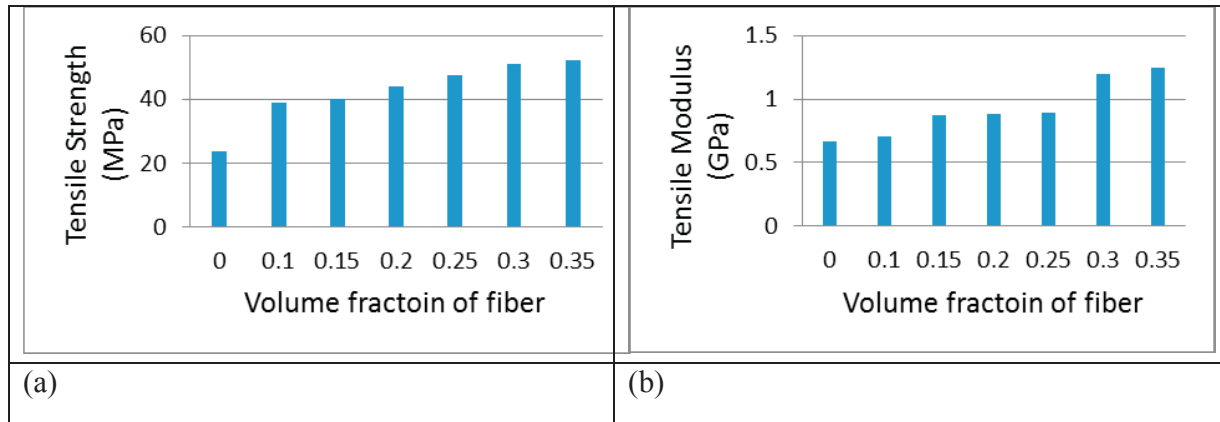 Tensile Strength
(MPa)
60
40
20
0
0 0.1 0.15 0.2 0.25 0.3 0.35
Volume fractoin of fiber
(a)
Tensile Modulus
(GPa)
1.5
1
0.5
0
0 0.1 0.15 0.2 0.25 0.3 0.35
Volume fractoin of fiber
(b)